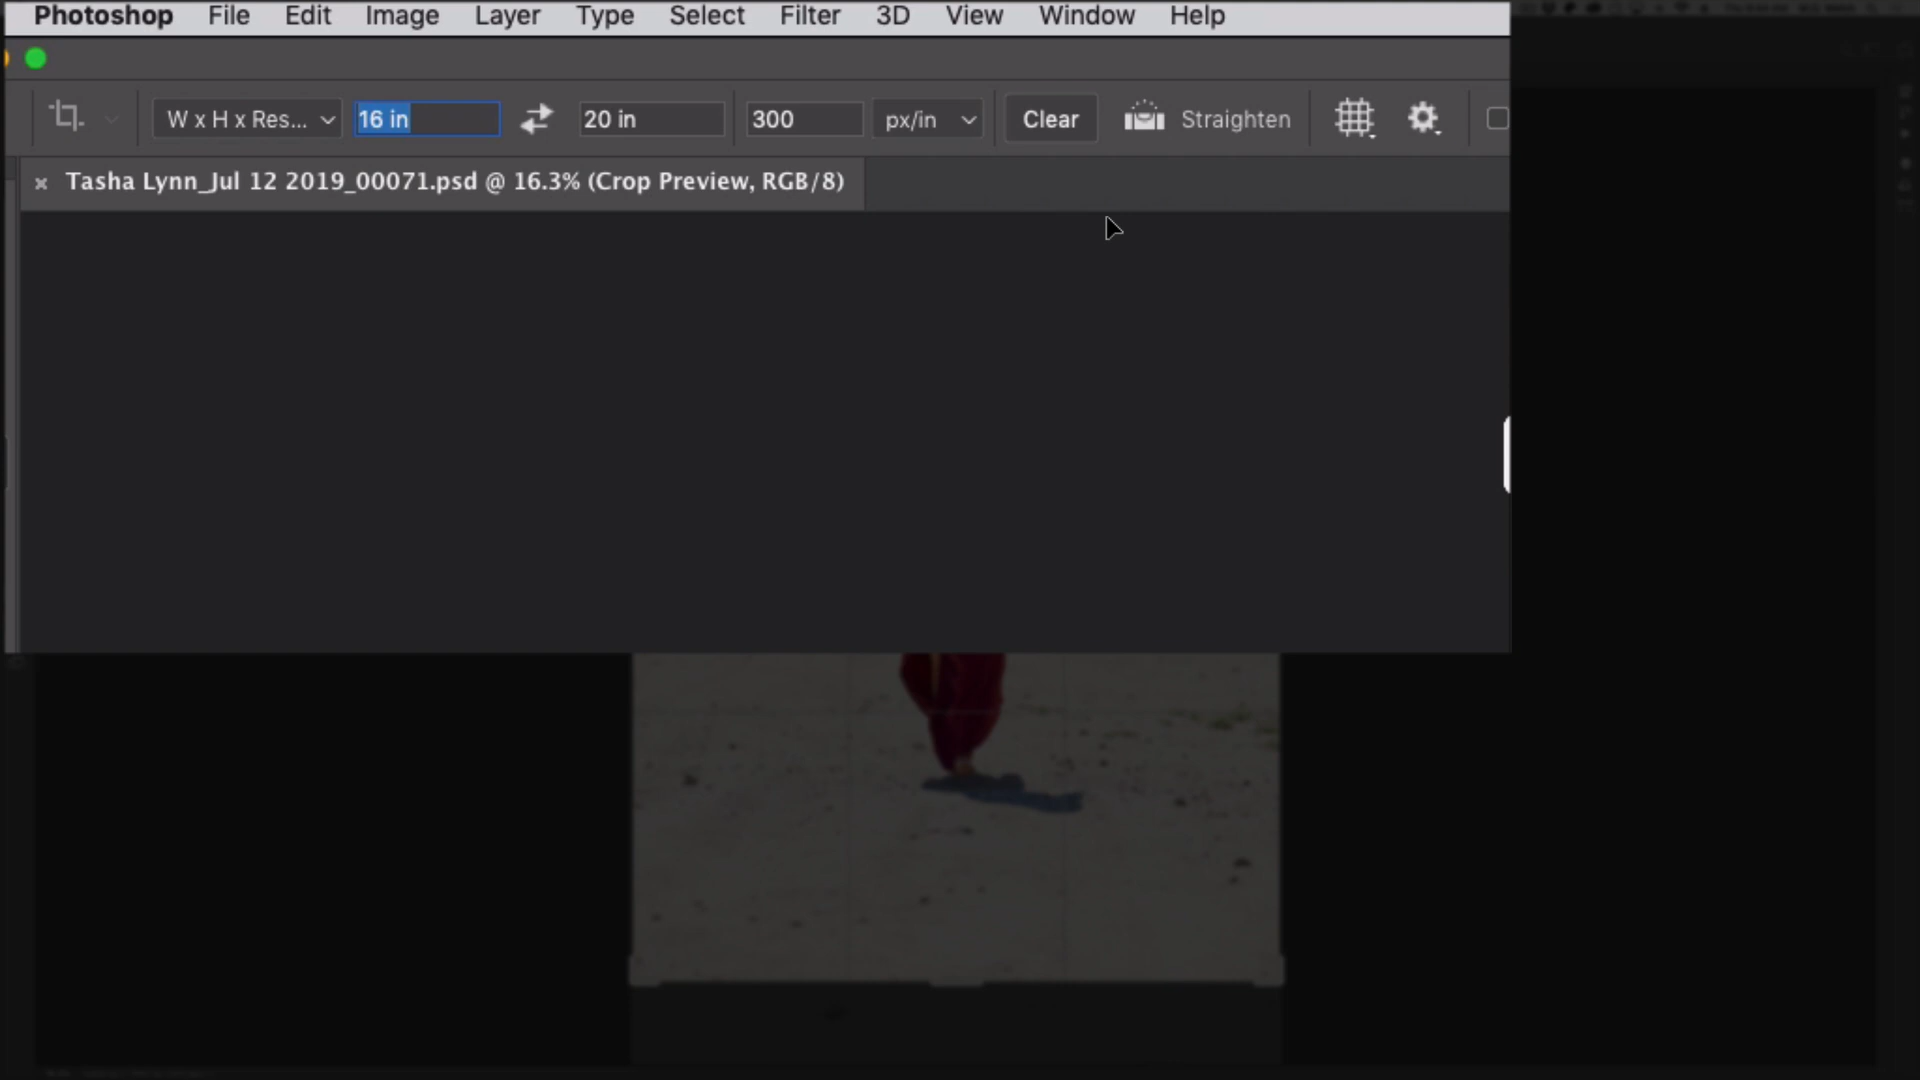 Photoshop File Edit Image Layer Type Select Filter 3D View Window Help
W x H x Res... 16 in 20 in 300 px/in Clear Straighten
× Tasha Lynn_Jul 12 2019_00071.psd @ 16.3% (Crop Preview, RGB/8)